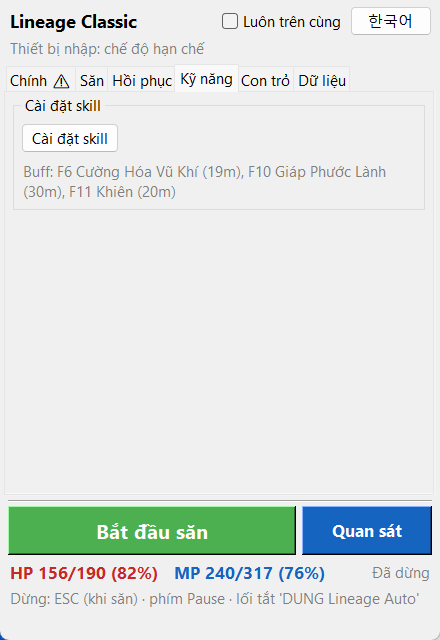 Lineage Classic
Luôn trên cùng
한국어
Thiết bị nhập: chế độ hạn chế
Chính ⚠ Săn Hồi phục Kỹ năng Con trỏ Dữ liệu
Cài đặt skill
Cài đặt skill
Buff: F6 Cường Hóa Vũ Khí (19m), F10 Giáp Phước Lành
(30m), F11 Khiên (20m)
Bắt đầu săn
Quan sát
HP 156/190 (82%) MP 240/317 (76%) Đã dừng
Dừng: ESC (khi săn) · phím Pause · lối tắt 'DUNG Lineage Auto'